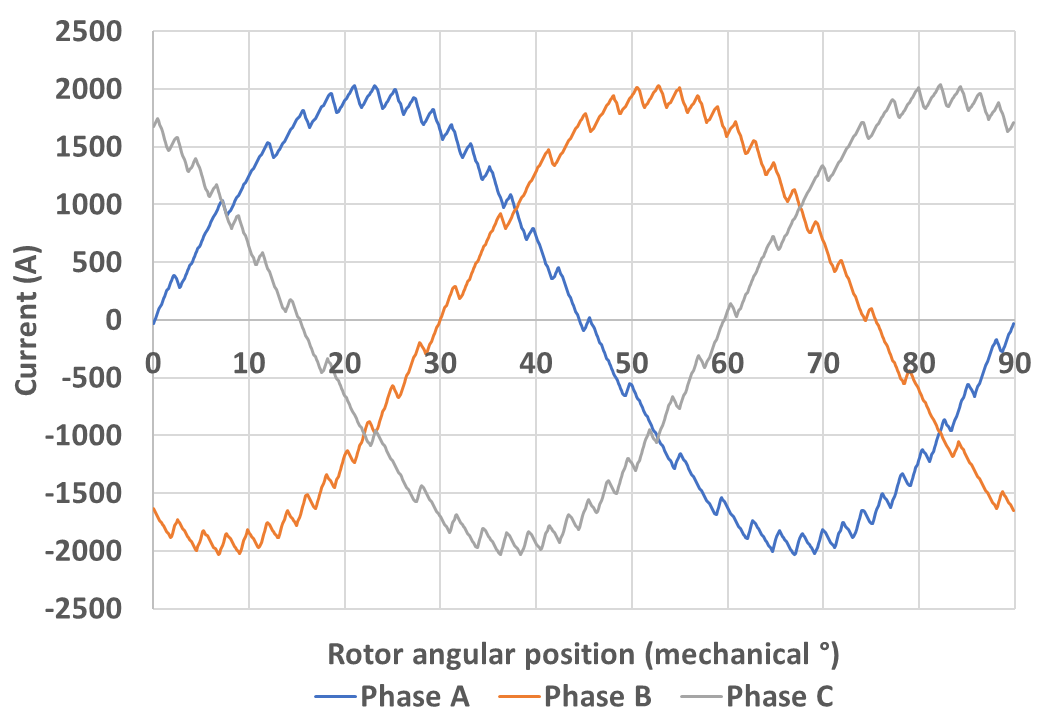 2500
2000
1500
1000
500
0
-500
-1000
-1500
-2000
-2500
Current (A)
0 10 20 30 40 50 60 70 80 90
Rotor angular position (mechanical °)
Phase A Phase B Phase C